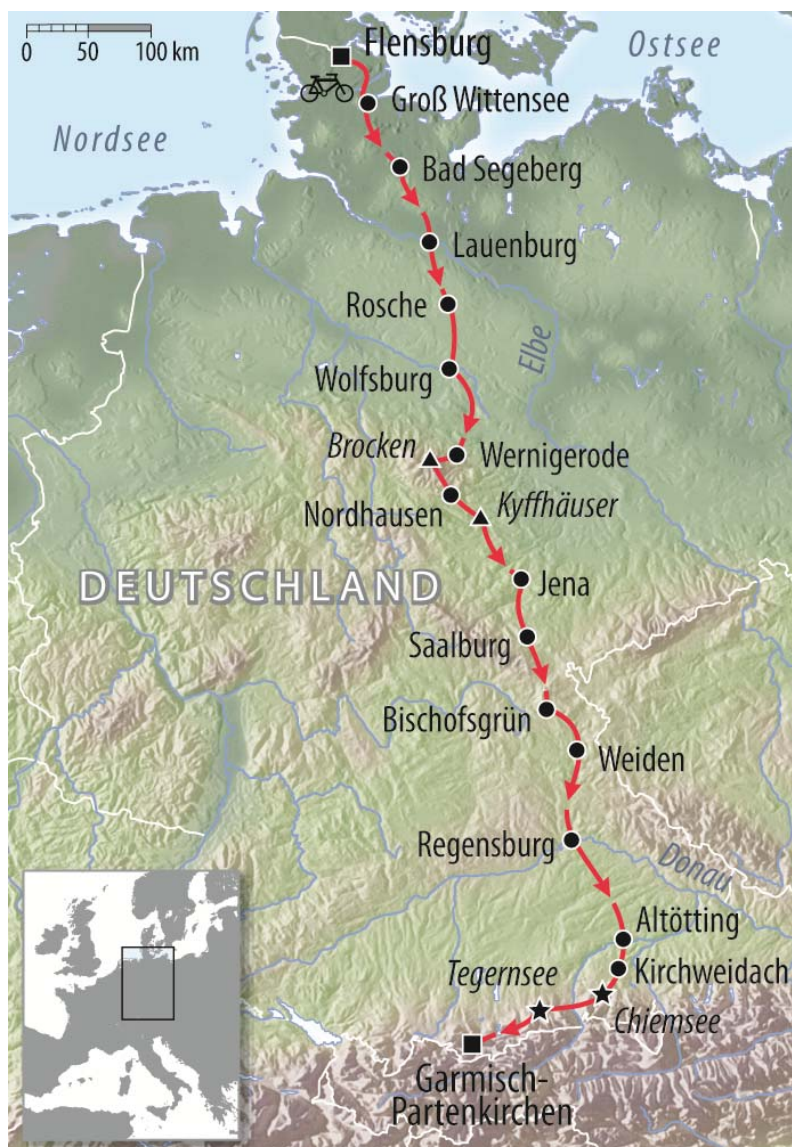 0 50 100 km
Flensburg
Ostsee
Groß Wittensee
Nordsee
Bad Segeberg
Lauenburg
Rosche
Elbe
Wolfsburg
Brocken
Wernigerode
Kyffhäuser
Nordhausen
DEUTSCHLAND
Jena
Saalburg
Bischofsgrün
Weiden
Regensburg
Donau
Altötting
Kirchweidach
Tegernsee
Chiemsee
Garmisch-
Partenkirchen